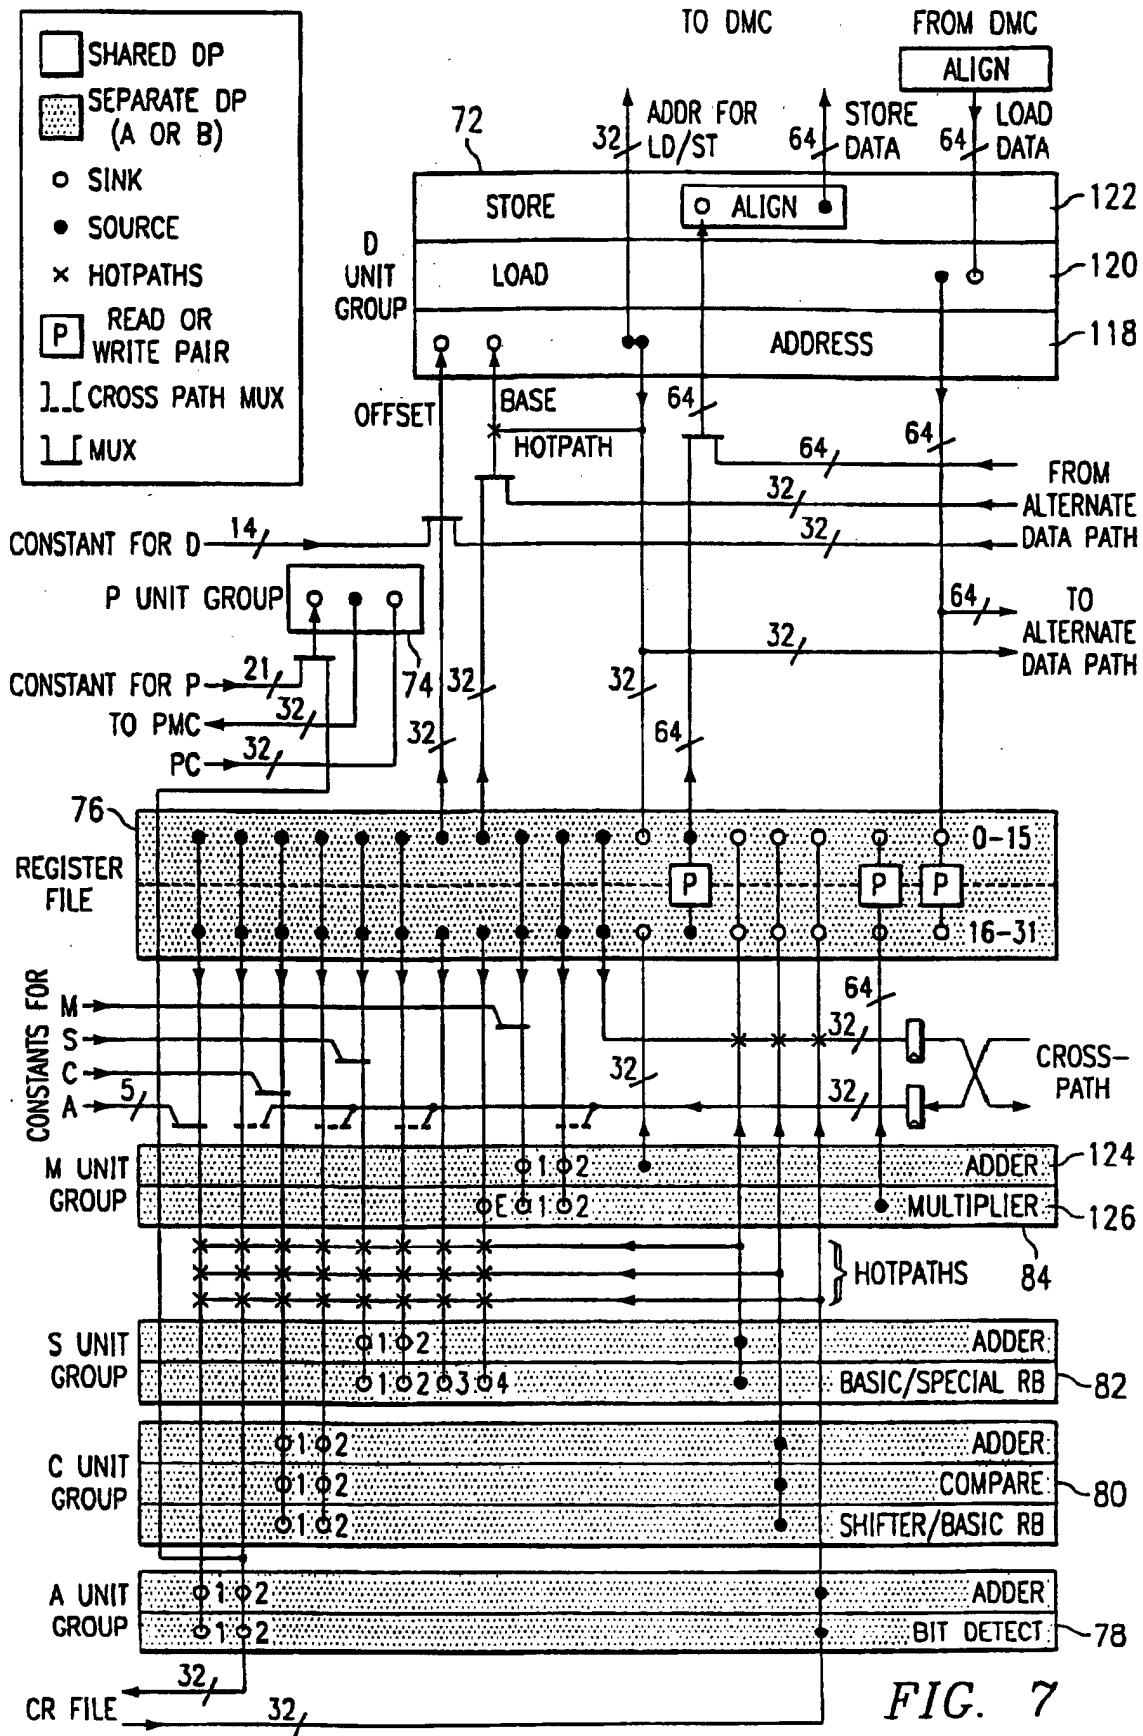 TO DMC
FROM DMC
SHARED DP
SEPARATE DP
(A OR B)
SINK
SOURCE
HOTPATHS
P
READ OR
WRITE PAIR
CROSS PATH MUX
MUX
ALIGN
72
32
ADDR FOR
LD/ST
64
STORE
DATA
64
LOAD
DATA
D
UNIT
GROUP
STORE
ALIGN
122
LOAD
120
ADDRESS
118
OFFSET
BASE
HOTPATH
64
64
64
32
32
FROM
ALTERNATE
DATA PATH
CONSTANT FOR D
14
P UNIT GROUP
74
64
TO
ALTERNATE
DATA PATH
32
CONSTANT FOR P
21
TO PMC
32
PC
32
32
32
32
64
76
REGISTER
FILE
0-15
P
P
P
16-31
CONSTANTS FOR
M
S
C
A
5
64
32
32
32
CROSS-
PATH
M UNIT
GROUP
1
2
ADDER
124
E
1
2
MULTIPLIER
126
84
HOTPATHS
S UNIT
GROUP
1
2
ADDER
1
2
3
4
BASIC/SPECIAL RB
82
C UNIT
GROUP
1
2
ADDER
1
2
COMPARE
80
1
2
SHIFTER/BASIC RB
A UNIT
GROUP
1
2
ADDER
1
2
BIT DETECT
78
CR FILE
32
32
FIG. 7